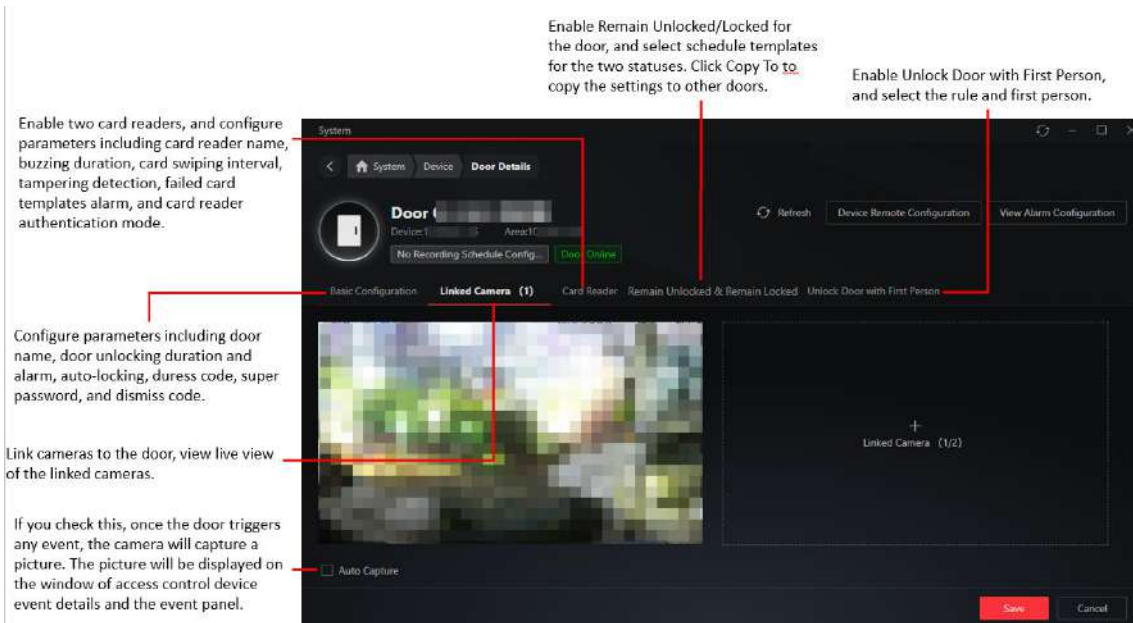 Enable Remain Unlocked/Locked for
the door, and select schedule templates
for the two statuses. Click Copy To to
copy the settings to other doors.
Enable Unlock Door with First Person,
and select the rule and first person.
Enable two card readers, and configure
parameters including card reader name,
buzzing duration, card swiping interval,
tampering detection, failed card
templates alarm, and card reader
authentication mode.
System
System Device Door Details
Door
Device:1 Area:10
Refresh Device Remote Configuration View Alarm Configuration
No Recording Schedule Config... Door Online
Basic Configuration Linked Camera (1) Card Reader Remain Unlocked & Remain Locked Unlock Door with First Person
Configure parameters including door
name, door unlocking duration and
alarm, auto-locking, duress code, super
password, and dismiss code.
Linked Camera (1/2)
Link cameras to the door, view live view
of the linked cameras.
If you check this, once the door triggers
any event, the camera will capture a
picture. The picture will be displayed on
the window of access control device
event details and the event panel.
Auto Capture
Save Cancel